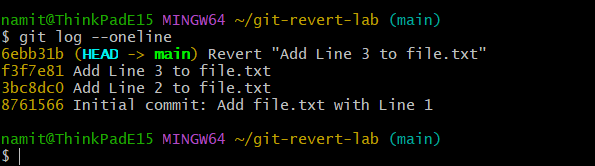 namit@ThinkPadE15 MINGW64 ~/git-revert-lab (main)
$ git log --oneline
6ebb31b (HEAD -> main) Revert "Add Line 3 to file.txt"
f3f7e81 Add Line 3 to file.txt
3bc8dc0 Add Line 2 to file.txt
8761566 Initial commit: Add file.txt with Line 1
namit@ThinkPadE15 MINGW64 ~/git-revert-lab (main)
$